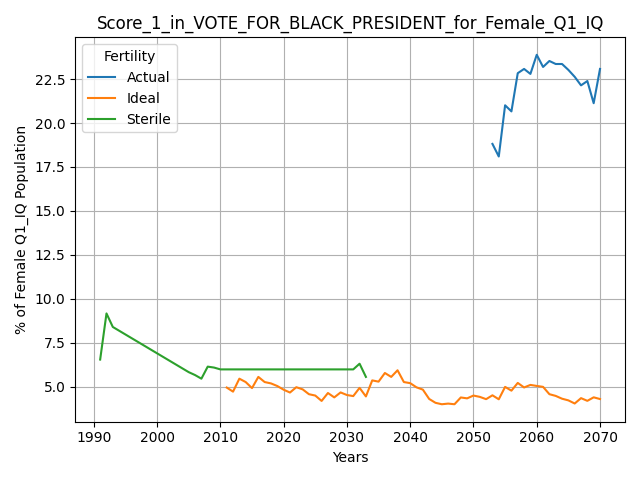 Score_1_in_VOTE_FOR_BLACK_PRESIDENT_for_Female_Q1_IQ
Fertility
Actual
Ideal
Sterile
% of Female Q1_IQ Population
22.5
20.0
17.5
15.0
12.5
10.0
7.5
5.0
1990 2000 2010 2020 2030 2040 2050 2060 2070
Years